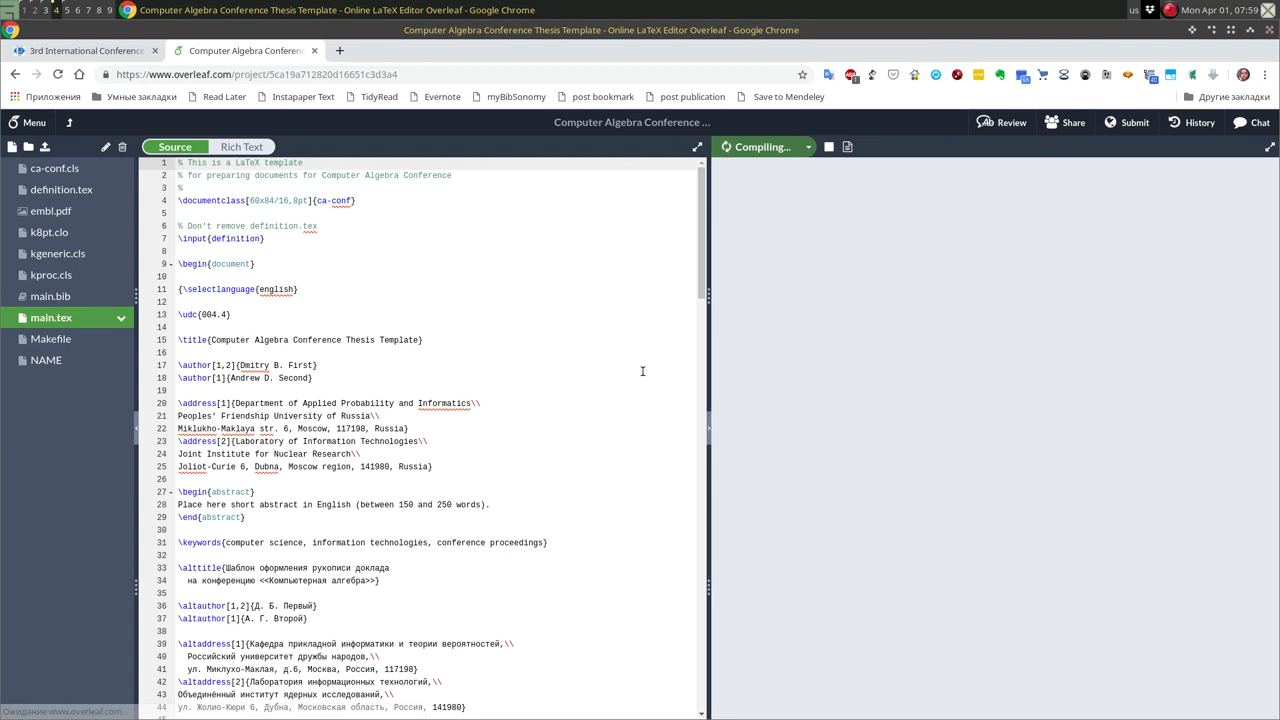 1 2 3 4 5 6 7 8 9 Computer Algebra Conference Thesis Template - Online LaTeX Editor Overleaf - Google Chrome us Mon Apr 01, 07:59
Computer Algebra Conference Thesis Template - Online LaTeX Editor Overleaf - Google Chrome
3rd International Conference Computer Algebra Conferen
https://www.overleaf.com/project/5ca19a712820d16651c3d3a4
Приложения Умные закладки Read Later Instapaper Text TidyRead Evernote myBibSonomy post bookmark post publication Save to Mendeley Другие закладки
Menu Computer Algebra Conference ... Review Share Submit History Chat
Source Rich Text Compiling...
ca-conf.cls
definition.tex
embl.pdf
k8pt.clo
kgeneric.cls
kproc.cls
main.bib
main.tex
Makefile
NAME
1 % This is a LaTeX template
2 % for preparing documents for Computer Algebra Conference
3 %
4 \documentclass[60x84/16,8pt]{ca-conf}
5
6 % Don't remove definition.tex
7 \input{definition}
8
9 \begin{document}
10
11 {\selectlanguage{english}
12
13 \udc{004.4}
14
15 \title{Computer Algebra Conference Thesis Template}
16
17 \author[1,2]{Dmitry B. First}
18 \author[1]{Andrew D. Second}
19
20 \address[1]{Department of Applied Probability and Informatics\\
21 Peoples' Friendship University of Russia\\
22 Miklukho-Maklaya str. 6, Moscow, 117198, Russia}
23 \address[2]{Laboratory of Information Technologies\\
24 Joint Institute for Nuclear Research\\
25 Joliot-Curie 6, Dubna, Moscow region, 141980, Russia}
26
27 \begin{abstract}
28 Place here short abstract in English (between 150 and 250 words).
29 \end{abstract}
30
31 \keywords{computer science, information technologies, conference proceedings}
32
33 \alttitle{Шаблон оформления рукописи доклада
34 на конференцию <<Компьютерная алгебра>>}
35
36 \altauthor[1,2]{Д. Б. Первый}
37 \altauthor[1]{А. Г. Второй}
38
39 \altaddress[1]{Кафедра прикладной информатики и теории вероятностей,\\
40 Российский университет дружбы народов,\\
41 ул. Миклухо-Маклая, д.6, Москва, Россия, 117198}
42 \altaddress[2]{Лаборатория информационных технологий,\\
43 Объединённый институт ядерных исследований,\\
44 ул. Жолио-Кюри 6, Дубна, Московская область, Россия, 141980}
Ожидание www.overleaf.com...